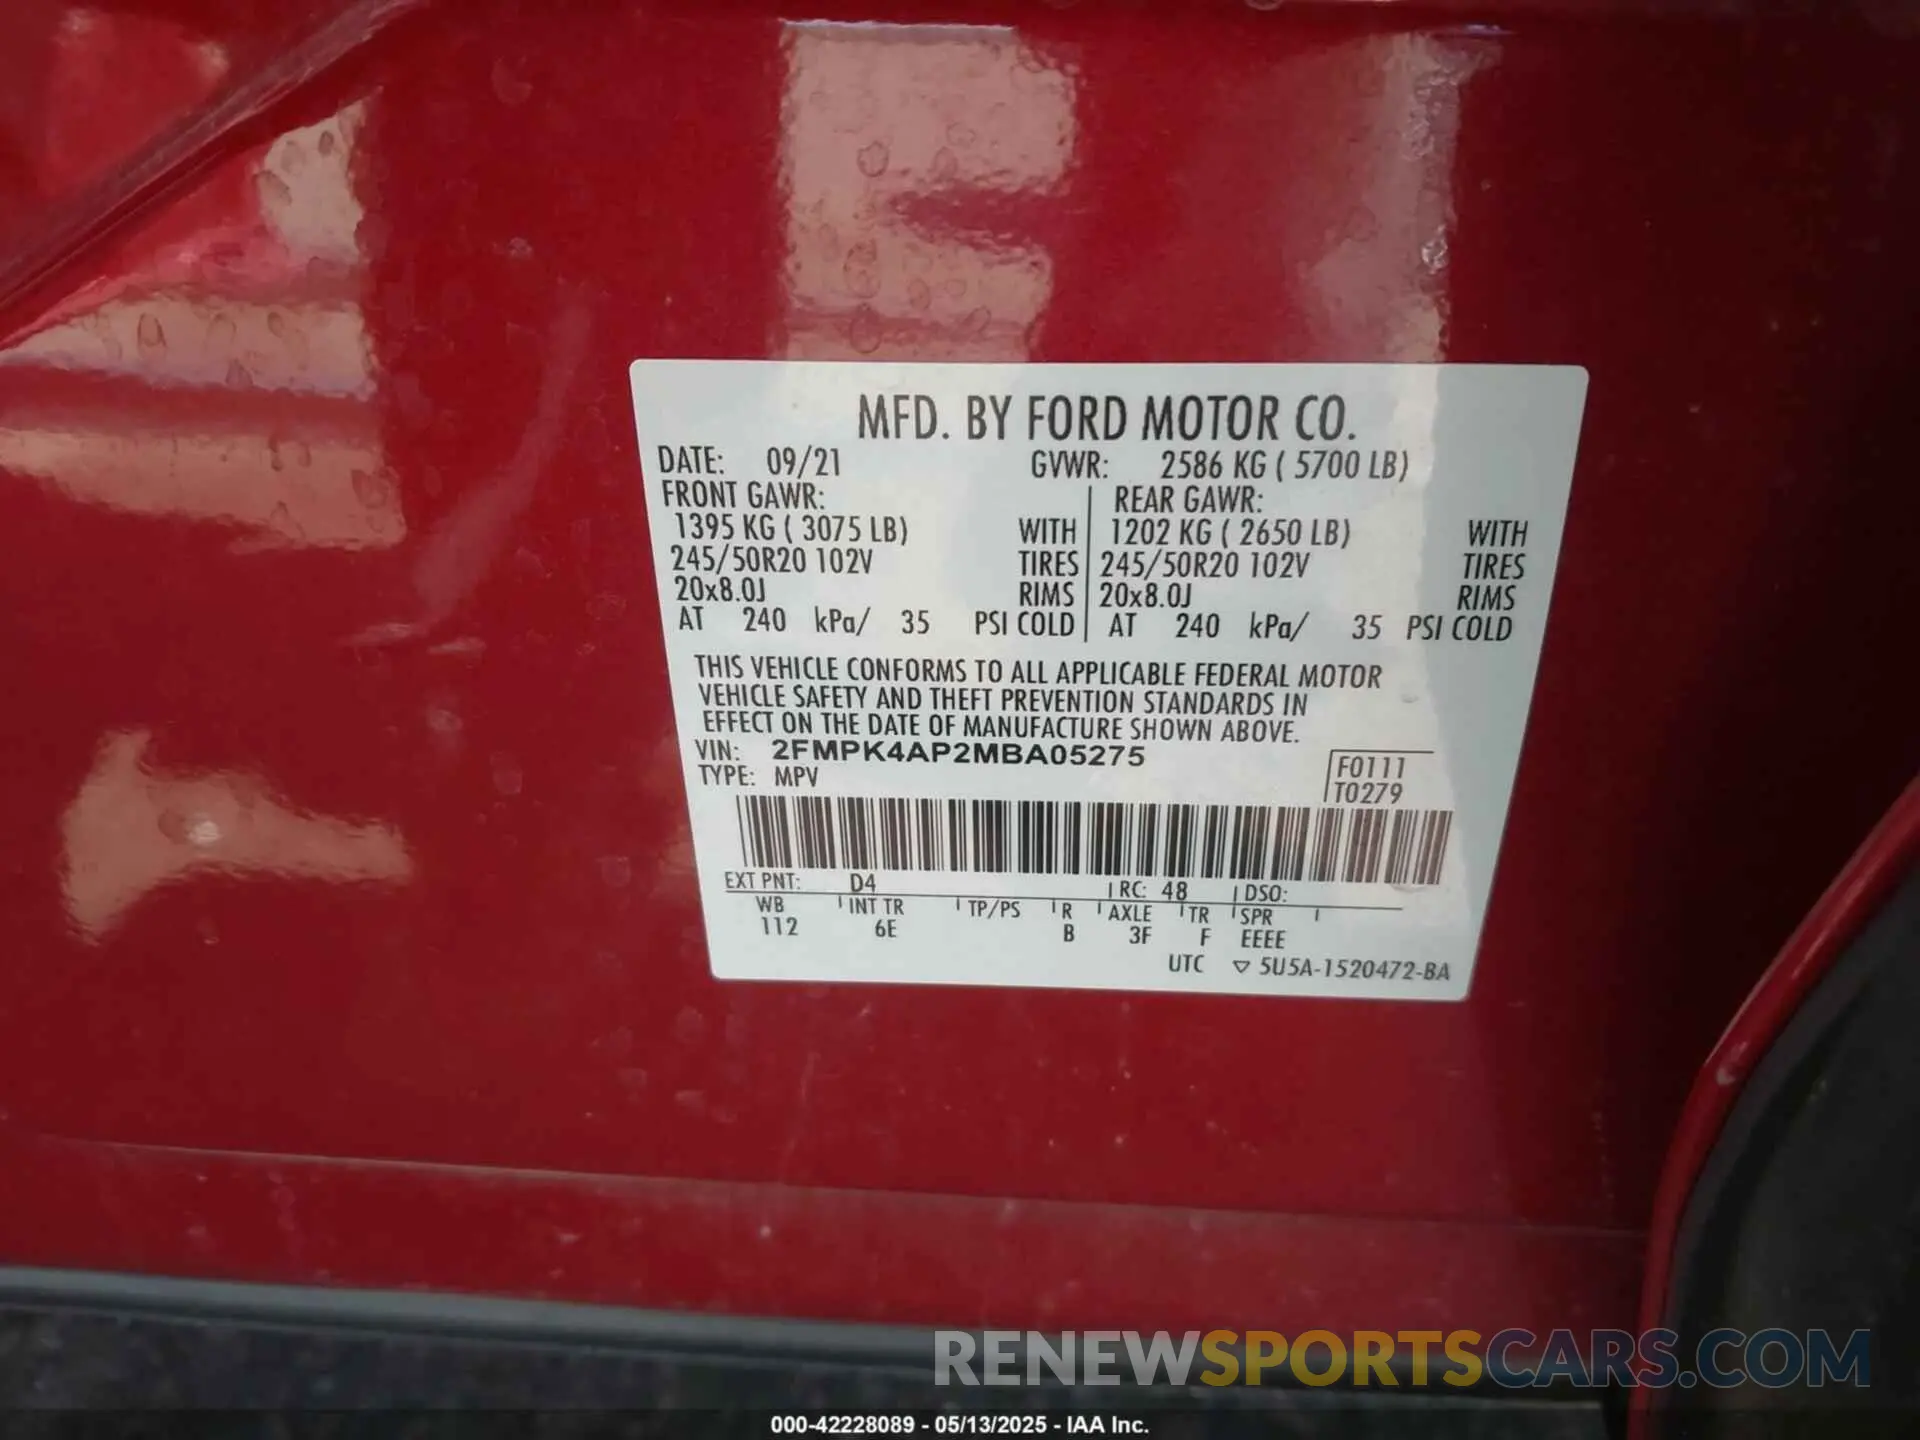 MFD. BY FORD MOTOR CO.
DATE: 09/21 GVWR: 2586 KG ( 5700 LB)
FRONT GAWR: REAR GAWR:
1395 KG ( 3075 LB) WITH 1202 KG ( 2650 LB) WITH
245/50R20 102V TIRES 245/50R20 102V TIRES
20x8.0J RIMS 20x8.0J RIMS
AT 240 kPa/ 35 PSI COLD AT 240 kPa/ 35 PSI COLD
THIS VEHICLE CONFORMS TO ALL APPLICABLE FEDERAL MOTOR
VEHICLE SAFETY AND THEFT PREVENTION STANDARDS IN
EFFECT ON THE DATE OF MANUFACTURE SHOWN ABOVE.
VIN: 2FMPK4AP2MBA05275
TYPE: MPV
F0111
T0279
EXT PNT: D4 RC: 48 DSO:
WB INT TR TP/PS R AXLE TR SPR
112 6E B 3F F EEEE
UTC ▽ 5U5A-1520472-BA
RENEWSPORTSCARS.COM
000-42228089 - 05/13/2025 - IAA Inc.